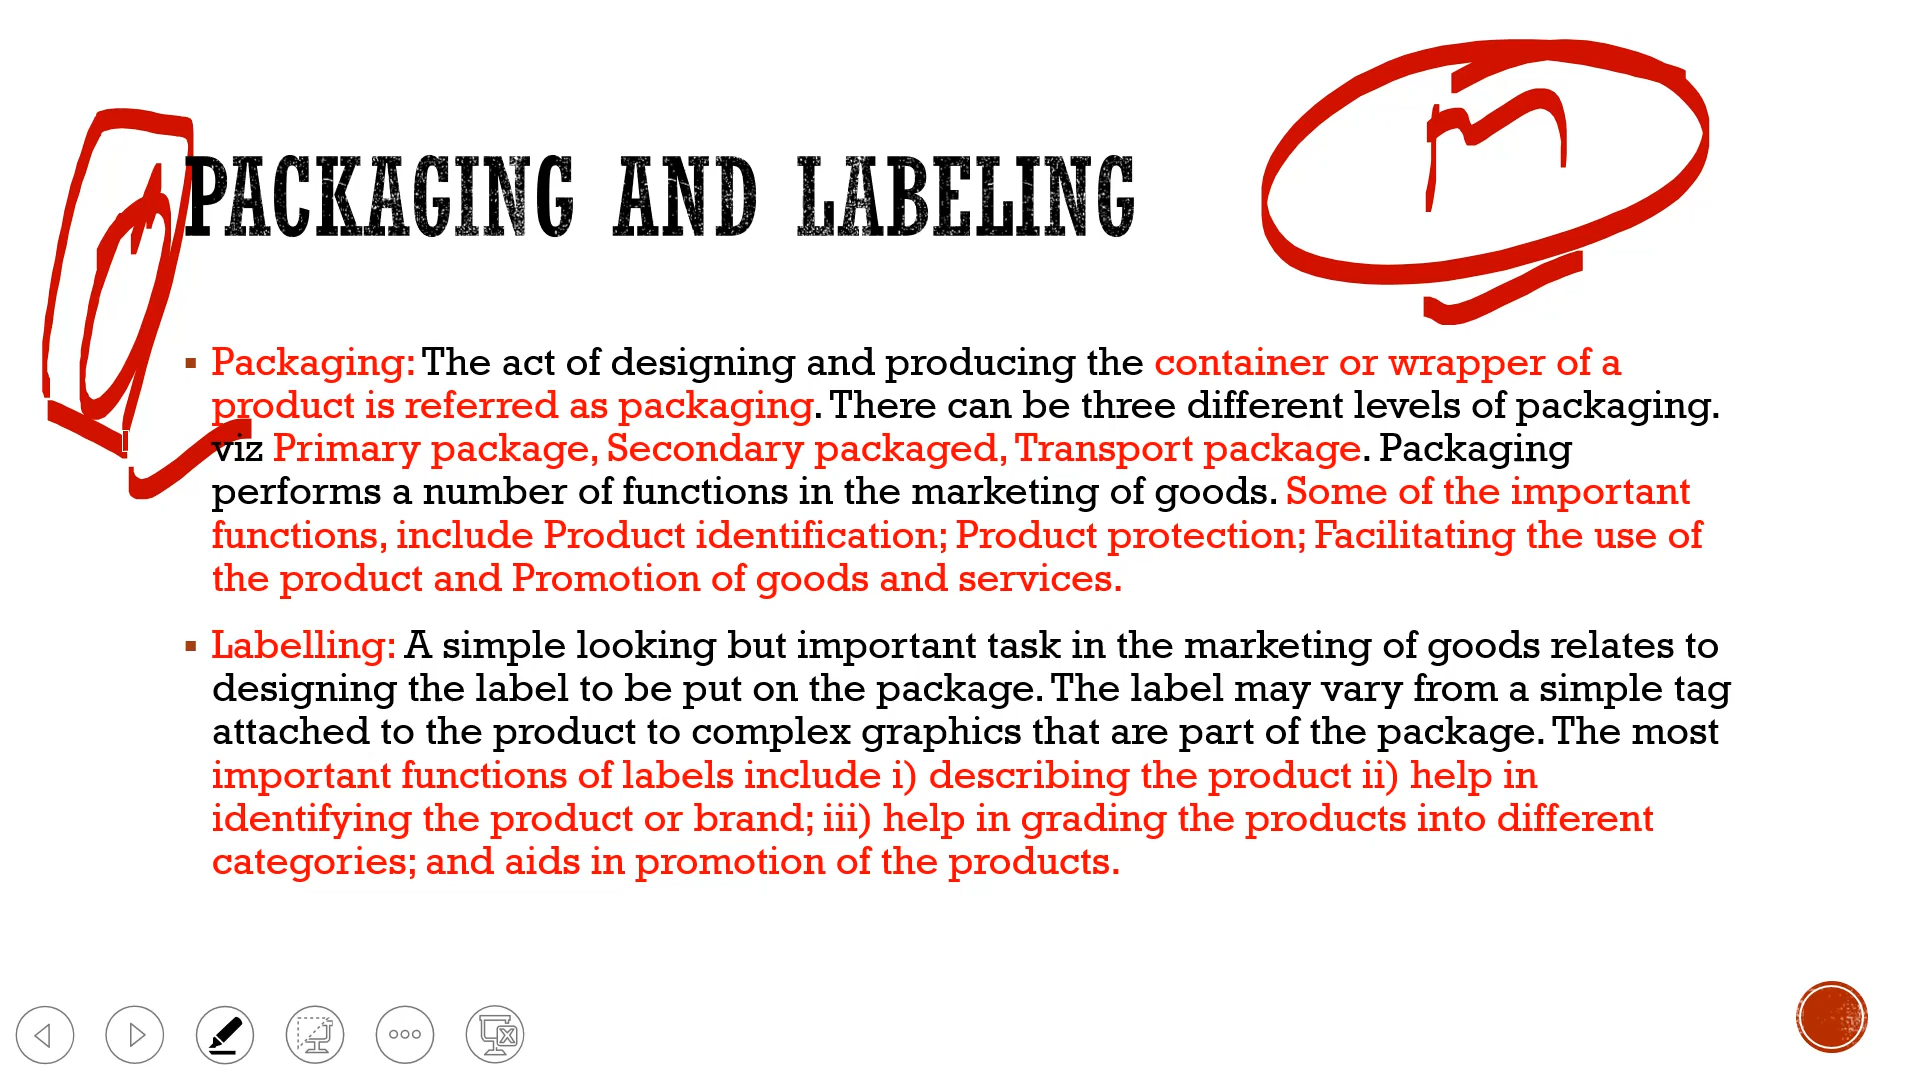 PACKAGING AND LABELING
Packaging: The act of designing and producing the container or wrapper of a
product is referred as packaging. There can be three different levels of packaging.
viz Primary package, Secondary packaged, Transport package. Packaging
performs a number of functions in the marketing of goods. Some of the important
functions, include Product identification; Product protection; Facilitating the use of
the product and Promotion of goods and services.
Labelling: A simple looking but important task in the marketing of goods relates to
designing the label to be put on the package. The label may vary from a simple tag
attached to the product to complex graphics that are part of the package. The most
important functions of labels include i) describing the product ii) help in
identifying the product or brand; iii) help in grading the products into different
categories; and aids in promotion of the products.